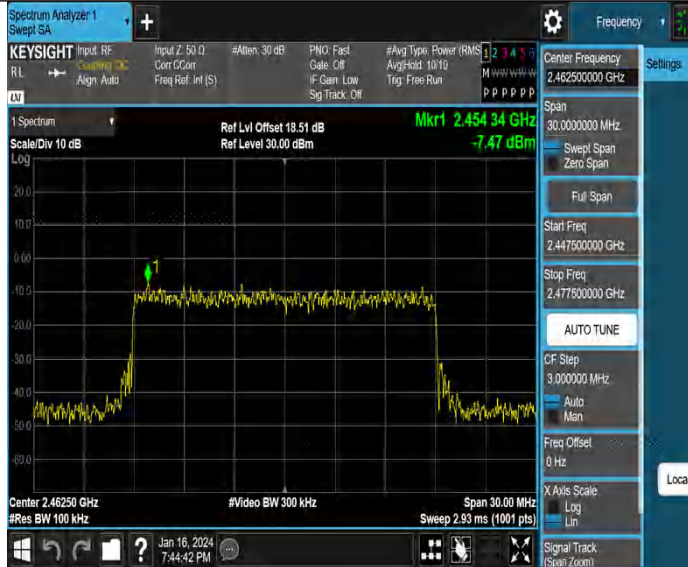 Spectrum Analyzer 1
Swept SA
+
Frequency
KEYSIGHT
Input: RF
Input Z: 50 Ω
#Atten: 30 dB
PNO: Fast
#Avg Type: Power (RMS
1 2 3 4 5 6
RL
Corr CCorr
Gate: Off
Avg|Hold: 10/10
M W W W W W
Align: Auto
Freq Ref: Int (S)
IF Gain: Low
Trig: Free Run
Sig Track: Off
P P P P P P
LXI
Center Frequency
2.462500000 GHz
Settings
1 Spectrum
Ref Lvl Offset 18.51 dB
Mkr1 2.454 34 GHz
Scale/Div 10 dB
Ref Level 30.00 dBm
-7.47 dBm
Log
Span
30.0000000 MHz
Swept Span
Zero Span
Full Span
Start Freq
2.447500000 GHz
Stop Freq
2.477500000 GHz
AUTO TUNE
CF Step
3.000000 MHz
Auto
Man
Freq Offset
0 Hz
X Axis Scale
Log
Lin
Signal Track
(Span Zoom)
Loca
20.0
10.0
0.00
-10.0
-20.0
-30.0
-40.0
-50.0
-60.0
1
Center 2.46250 GHz
#Video BW 300 kHz
Span 30.00 MHz
#Res BW 100 kHz
Sweep 2.93 ms (1001 pts)
?
Jan 16, 2024
7:44:42 PM